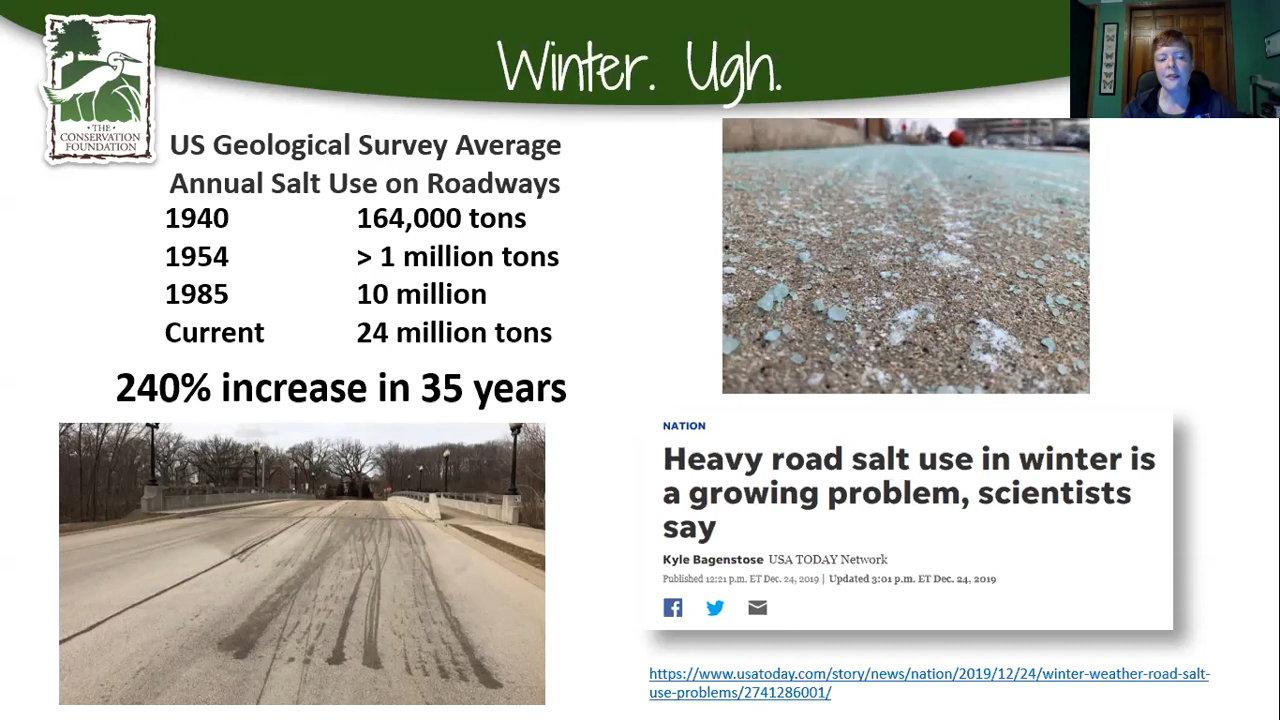 Winter. Ugh.
THE
CONSERVATION
FOUNDATION
US Geological Survey Average
Annual Salt Use on Roadways
1940 164,000 tons
1954 > 1 million tons
1985 10 million
Current 24 million tons
240% increase in 35 years
NATION
Heavy road salt use in winter is
a growing problem, scientists
say
Kyle Bagenstose USA TODAY Network
Published 12:21 p.m. ET Dec. 24, 2019 | Updated 3:01 p.m. ET Dec. 24, 2019
https://www.usatoday.com/story/news/nation/2019/12/24/winter-weather-road-salt-
use-problems/2741286001/